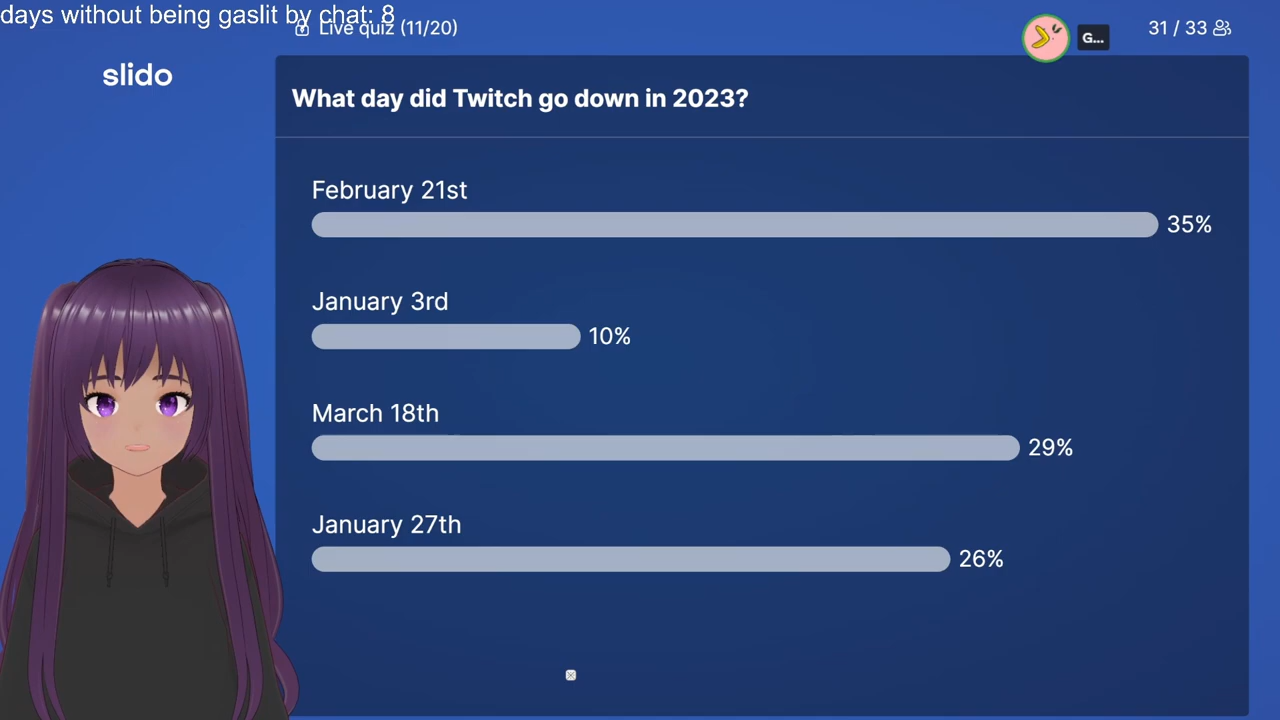 days without being gaslit by chat: 8
Live quiz (11/20)
G...
31 / 33
slido
What day did Twitch go down in 2023?
February 21st
35%
January 3rd
10%
March 18th
29%
January 27th
26%